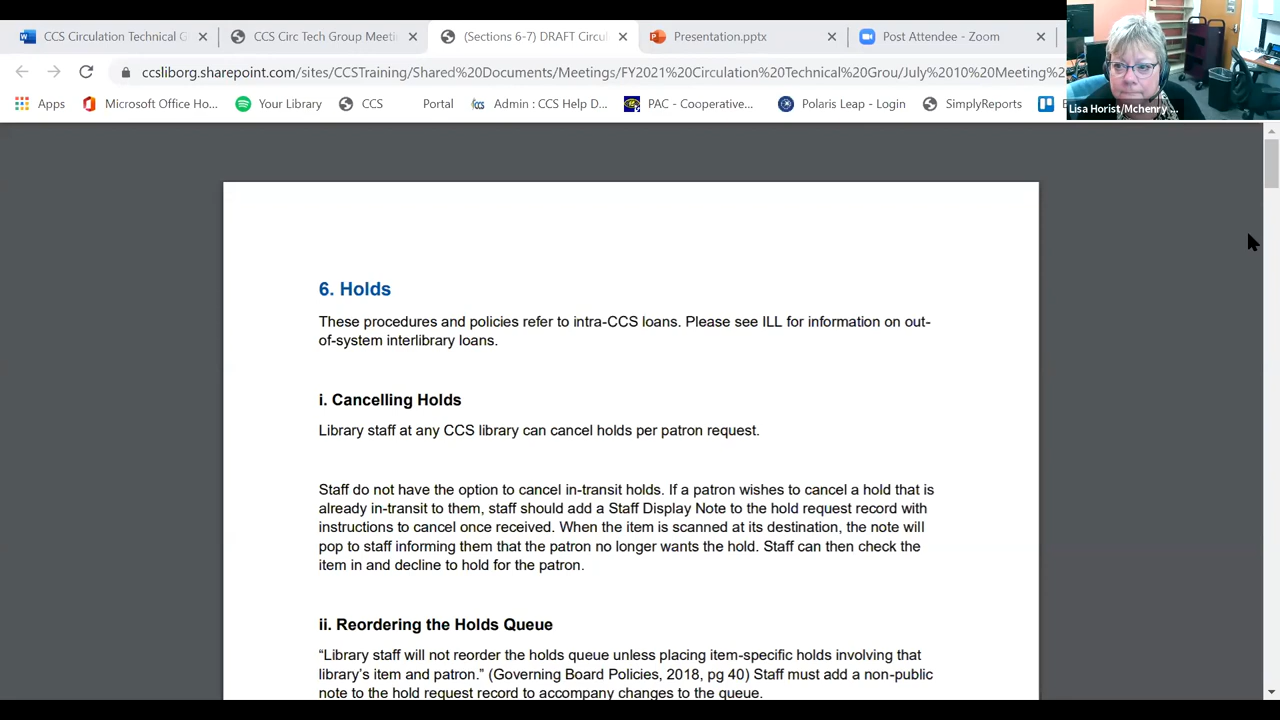 CCS Circulation Technical G
CCS Circ Tech Group Meeti
(Sections 6-7) DRAFT Circul
Presentation.pptx
Post Attendee - Zoom
ccsliborg.sharepoint.com/sites/CCSTraining/Shared%20Documents/Meetings/FY2021%20Circulation%20Technical%20Grou/July%2010%20Meeting%2
Apps
Microsoft Office Ho...
Your Library
CCS
Portal
Admin : CCS Help D...
PAC - Cooperative...
Polaris Leap - Login
SimplyReports
Lisa Horist/Mchenry ...
6. Holds
These procedures and policies refer to intra-CCS loans. Please see ILL for information on out-
of-system interlibrary loans.
i. Cancelling Holds
Library staff at any CCS library can cancel holds per patron request.
Staff do not have the option to cancel in-transit holds. If a patron wishes to cancel a hold that is
already in-transit to them, staff should add a Staff Display Note to the hold request record with
instructions to cancel once received. When the item is scanned at its destination, the note will
pop to staff informing them that the patron no longer wants the hold. Staff can then check the
item in and decline to hold for the patron.
ii. Reordering the Holds Queue
“Library staff will not reorder the holds queue unless placing item-specific holds involving that
library’s item and patron.” (Governing Board Policies, 2018, pg 40) Staff must add a non-public
note to the hold request record to accompany changes to the queue.